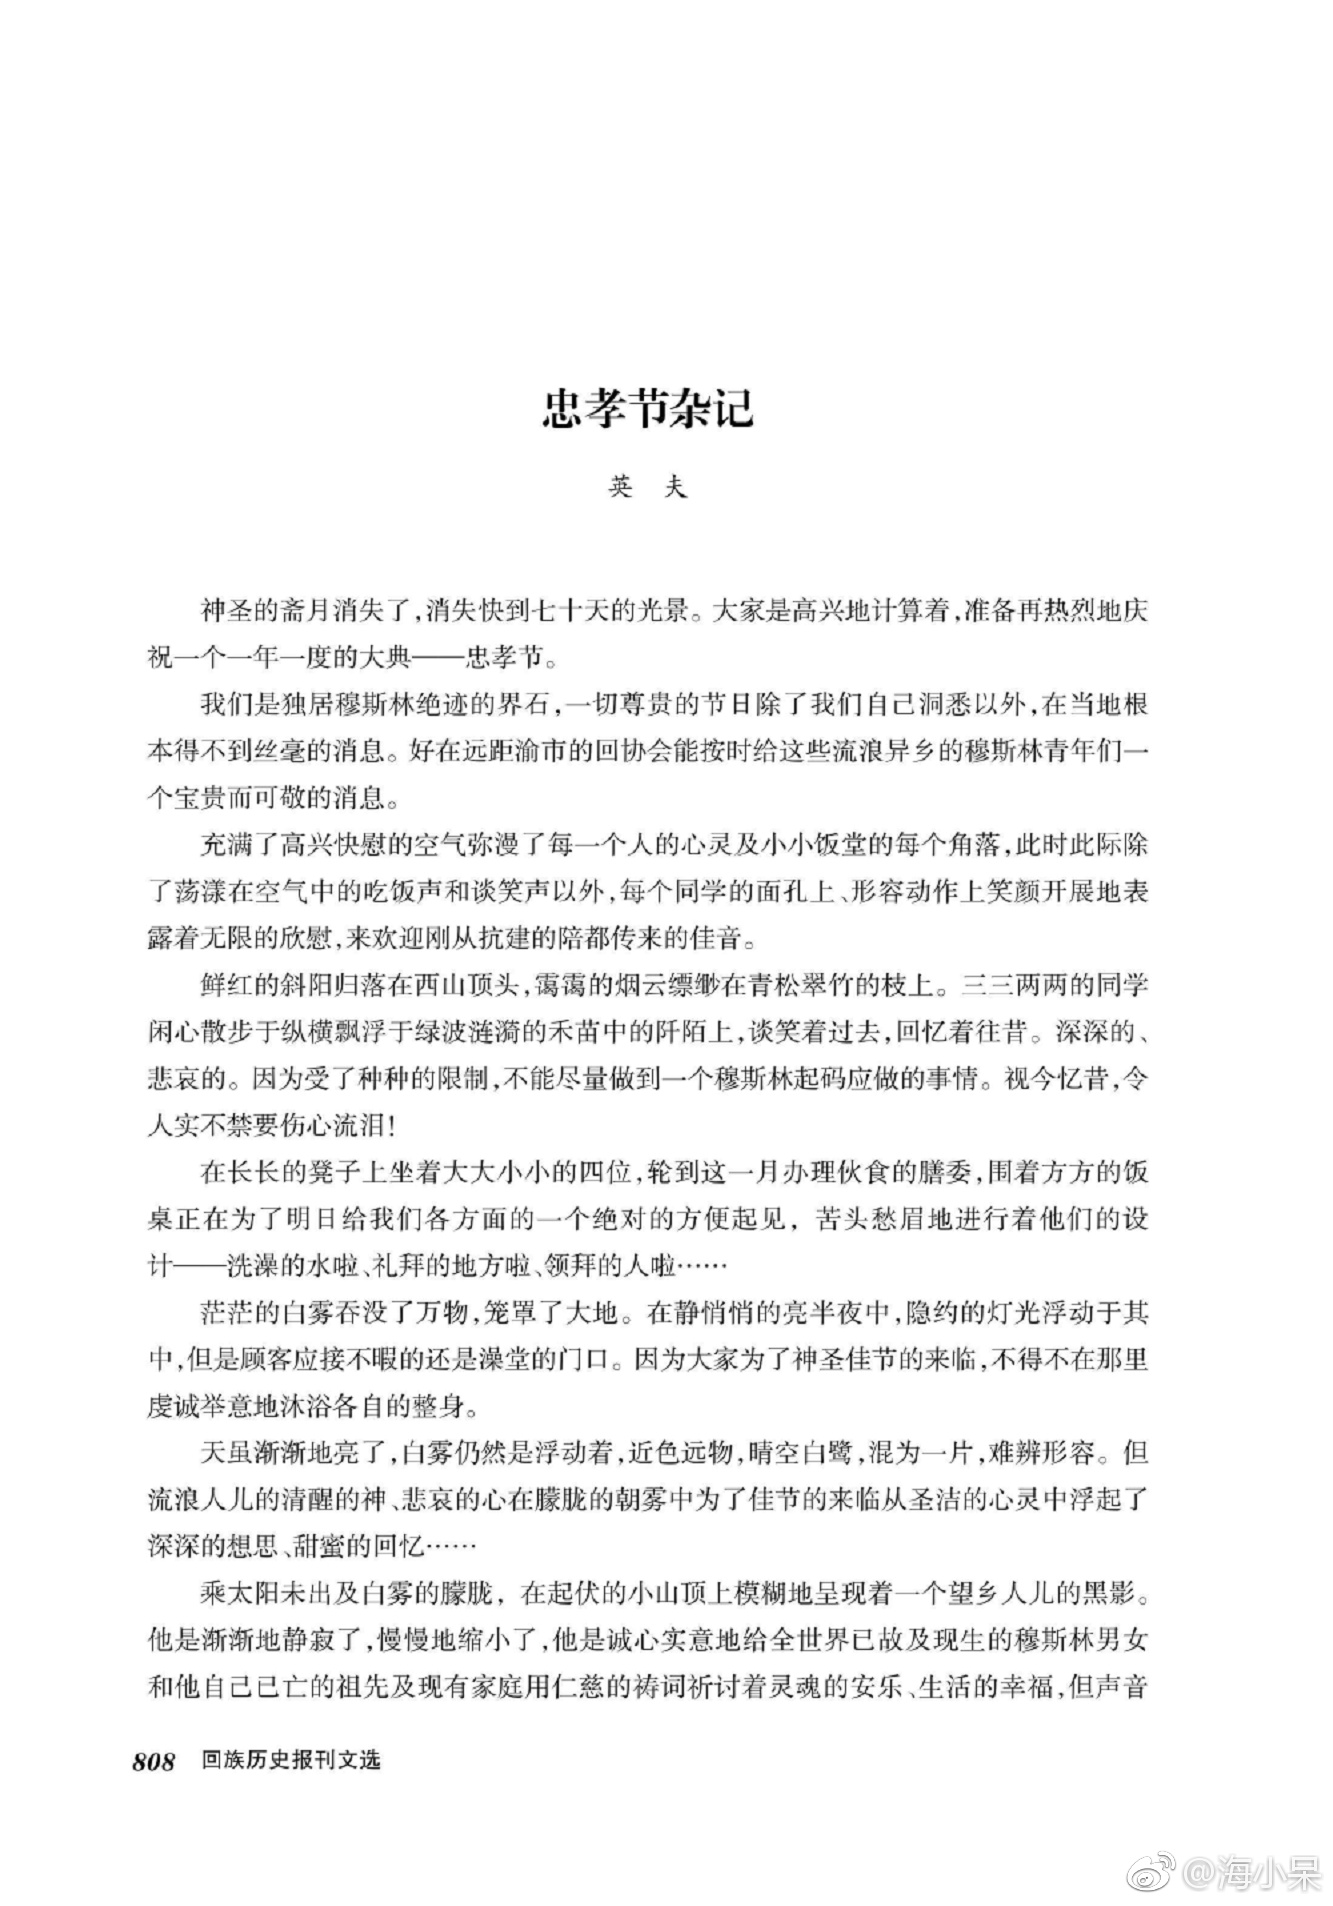 忠孝节杂记
英 夫
神圣的斋月消失了,消失快到七十天的光景。大家是高兴地计算着,准备再热烈地庆
祝一个一年一度的大典——忠孝节。
我们是独居穆斯林绝迹的界石,一切尊贵的节日除了我们自己洞悉以外,在当地根
本得不到丝毫的消息。好在远距渝市的回协会能按时给这些流浪异乡的穆斯林青年们一
个宝贵而可敬的消息。
充满了高兴快慰的空气弥漫了每一个人的心灵及小小饭堂的每个角落,此时此际除
了荡漾在空气中的吃饭声和谈笑声以外,每个同学的面孔上、形容动作上笑颜开展地表
露着无限的欣慰,来欢迎刚从抗建的陪都传来的佳音。
鲜红的斜阳归落在西山顶头,霭霭的烟云缥缈在青松翠竹的枝上。三三两两的同学
闲心散步于纵横飘浮于绿波涟漪的禾苗中的阡陌上,谈笑着过去,回忆着往昔。深深的、
悲哀的。因为受了种种的限制,不能尽量做到一个穆斯林起码应做的事情。视今忆昔,令
人实不禁要伤心流泪!
在长长的凳子上坐着大大小小的四位,轮到这一月办理伙食的膳委,围着方方的饭
桌正在为了明日给我们各方面的一个绝对的方便起见,苦头愁眉地进行着他们的设
计——洗澡的水啦、礼拜的地方啦、领拜的人啦……
茫茫的白雾吞没了万物,笼罩了大地。在静悄悄的亮半夜中,隐约的灯光浮动于其
中,但是顾客应接不暇的还是澡堂的门口。因为大家为了神圣佳节的来临,不得不在那里
虔诚举意地沐浴各自的整身。
天虽渐渐地亮了,白雾仍然是浮动着,近色远物,晴空白鹭,混为一片,难辨形容。但
流浪人儿的清醒的神、悲哀的心在朦胧的朝雾中为了佳节的来临从圣洁的心灵中浮起了
深深的想思、甜蜜的回忆……
乘太阳未出及白雾的朦胧,在起伏的小山顶上模糊地呈现着一个望乡人儿的黑影。
他是渐渐地静寂了,慢慢地缩小了,他是诚心实意地给全世界已故及现生的穆斯林男女
和他自己已亡的祖先及现有家庭用仁慈的祷词祈讨着灵魂的安乐、生活的幸福,但声音
808 回族历史报刊文选
@海小呆